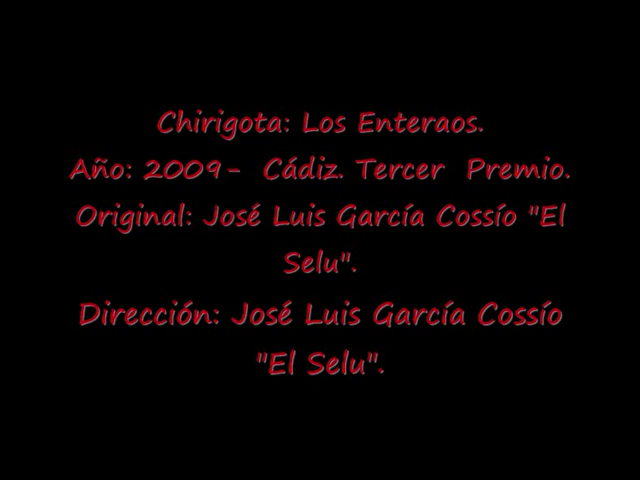 Chirigota: Los Enteraos.
Año: 2009- Cádiz. Tercer Premio.
Original: José Luis García Cossío "El
Selu".
Dirección: José Luis García Cossío
"El Selu".